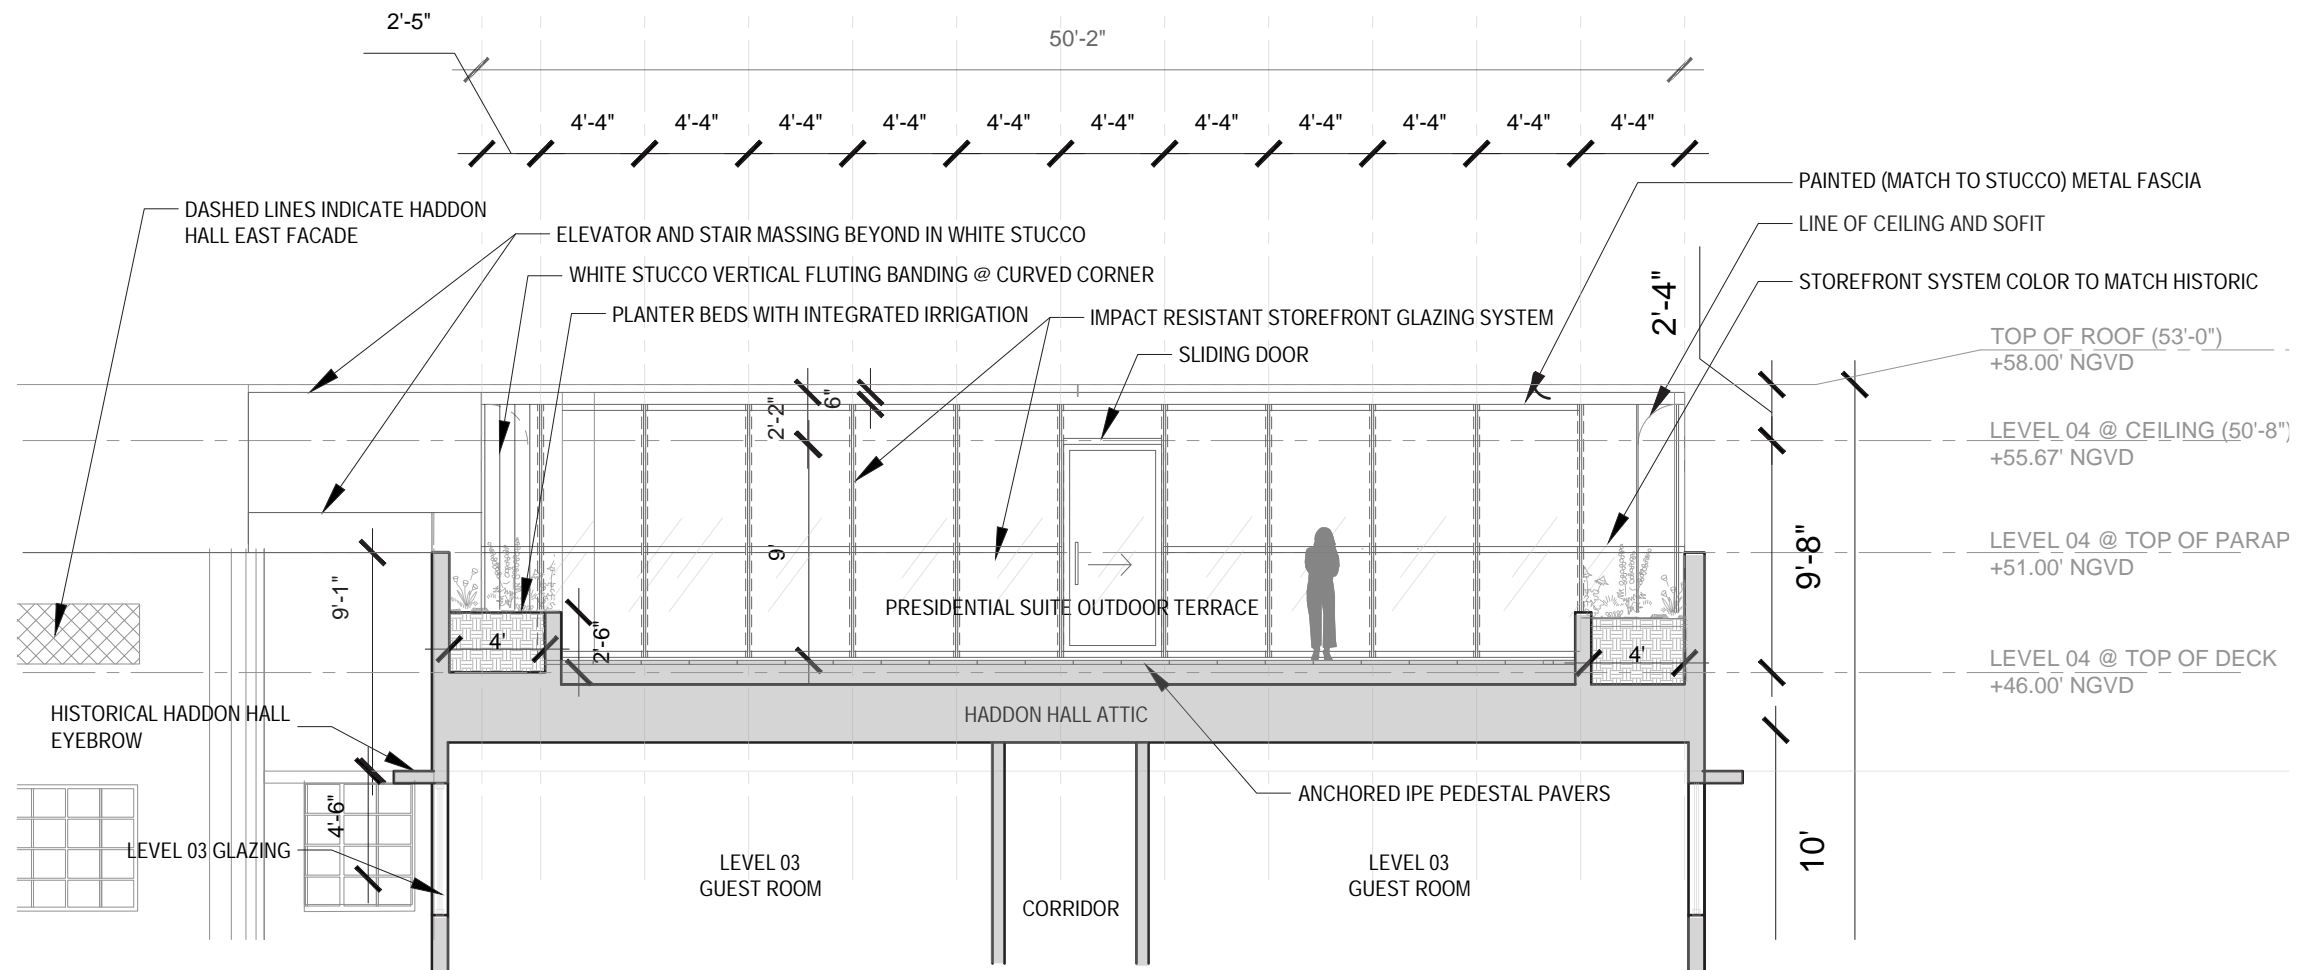 2'-5"
50'-2"
4'-4" 4'-4" 4'-4" 4'-4" 4'-4" 4'-4" 4'-4" 4'-4" 4'-4" 4'-4" 4'-4"
PAINTED (MATCH TO STUCCO) METAL FASCIA
DASHED LINES INDICATE HADDON
HALL EAST FACADE
LINE OF CEILING AND SOFIT
ELEVATOR AND STAIR MASSING BEYOND IN WHITE STUCCO
WHITE STUCCO VERTICAL FLUTING BANDING @ CURVED CORNER
STOREFRONT SYSTEM COLOR TO MATCH HISTORIC
2'-4"
PLANTER BEDS WITH INTEGRATED IRRIGATION
IMPACT RESISTANT STOREFRONT GLAZING SYSTEM
SLIDING DOOR
TOP OF ROOF (53'-0")
+58.00' NGVD
6"
2'-2"
LEVEL 04 @ CEILING (50'-8")
+55.67' NGVD
9'
9'-8"
LEVEL 04 @ TOP OF PARAP
+51.00' NGVD
9'-1"
PRESIDENTIAL SUITE OUTDOOR TERRACE
4'
2'-6"
4'
LEVEL 04 @ TOP OF DECK
+46.00' NGVD
HISTORICAL HADDON HALL
EYEBROW
HADDON HALL ATTIC
ANCHORED IPE PEDESTAL PAVERS
4'-6"
LEVEL 03 GLAZING
10'
LEVEL 03
GUEST ROOM
LEVEL 03
GUEST ROOM
CORRIDOR